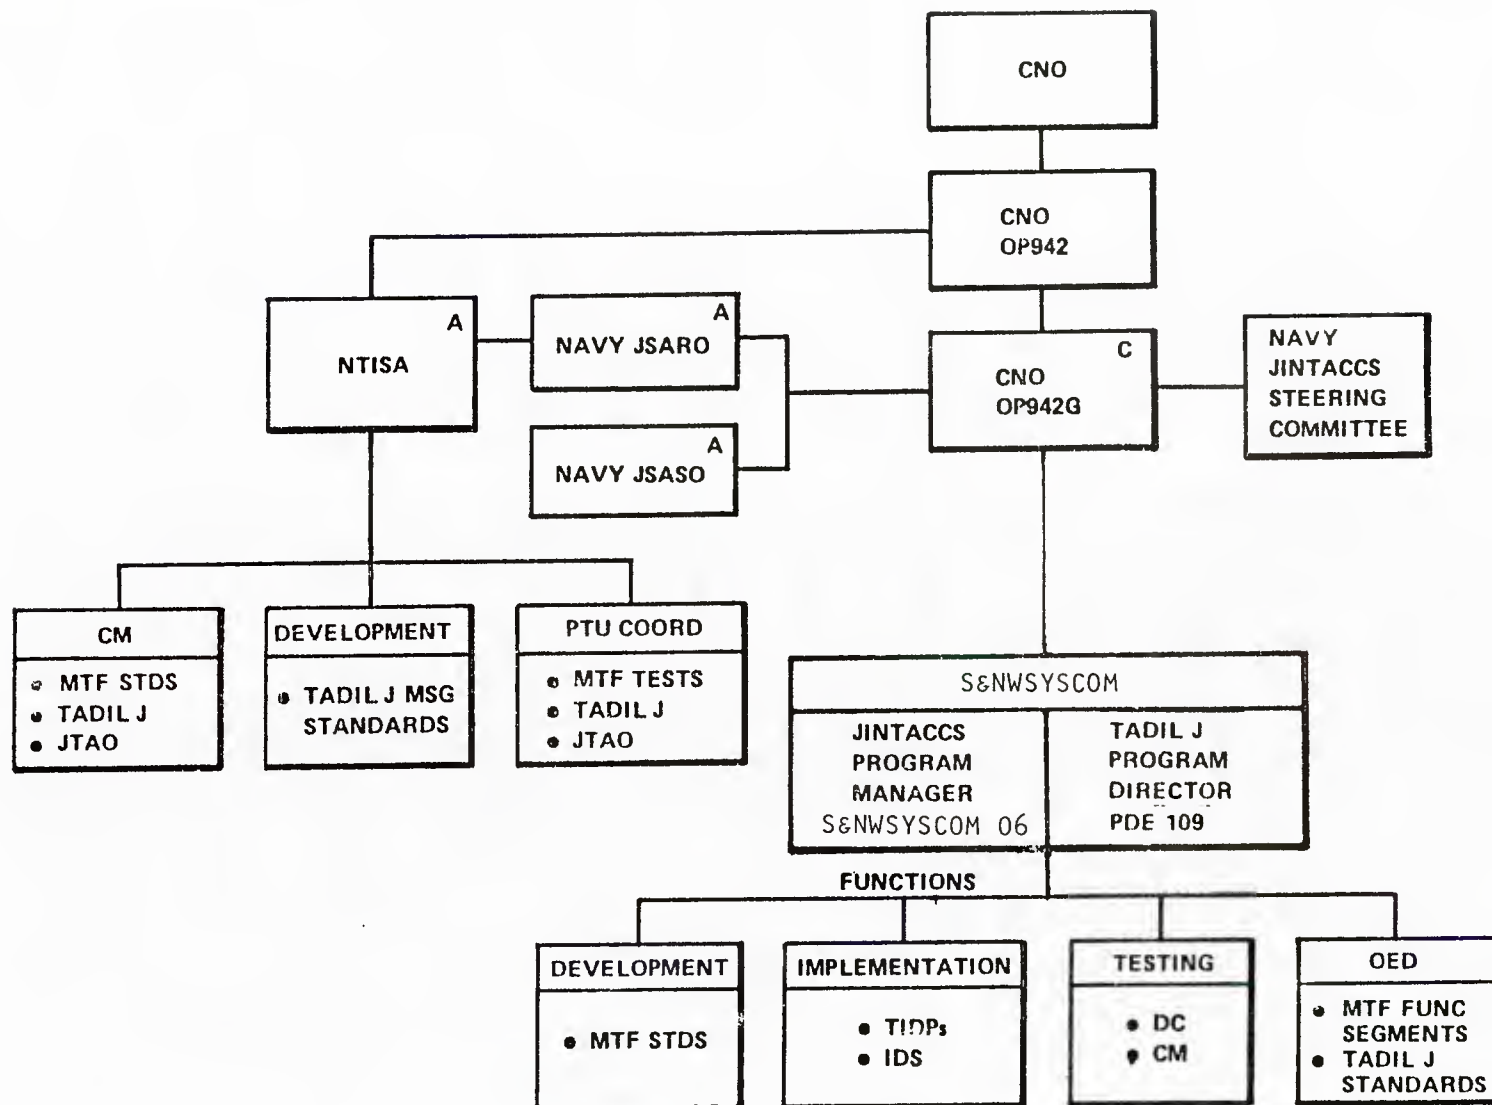 CNO
CNO
OP942
A
NTISA
A
NAVY JSARO
A
NAVY JSASO
C
CNO
OP942G
NAVY
JINTACCS
STEERING
COMMITTEE
CM
● MTF STDS
● TADIL J
● JTAO
DEVELOPMENT
● TADIL J MSG
STANDARDS
PTU COORD
● MTF TESTS
● TADIL J
● JTAO
S&NWSYSCOM
JINTACCS
PROGRAM
MANAGER
S&NWSYSCOM 06
TADIL J
PROGRAM
DIRECTOR
PDE 109
FUNCTIONS
DEVELOPMENT
● MTF STDS
IMPLEMENTATION
● TIDPs
● IDS
TESTING
● DC
● CM
OED
● MTF FUNC
SEGMENTS
● TADIL J
STANDARDS